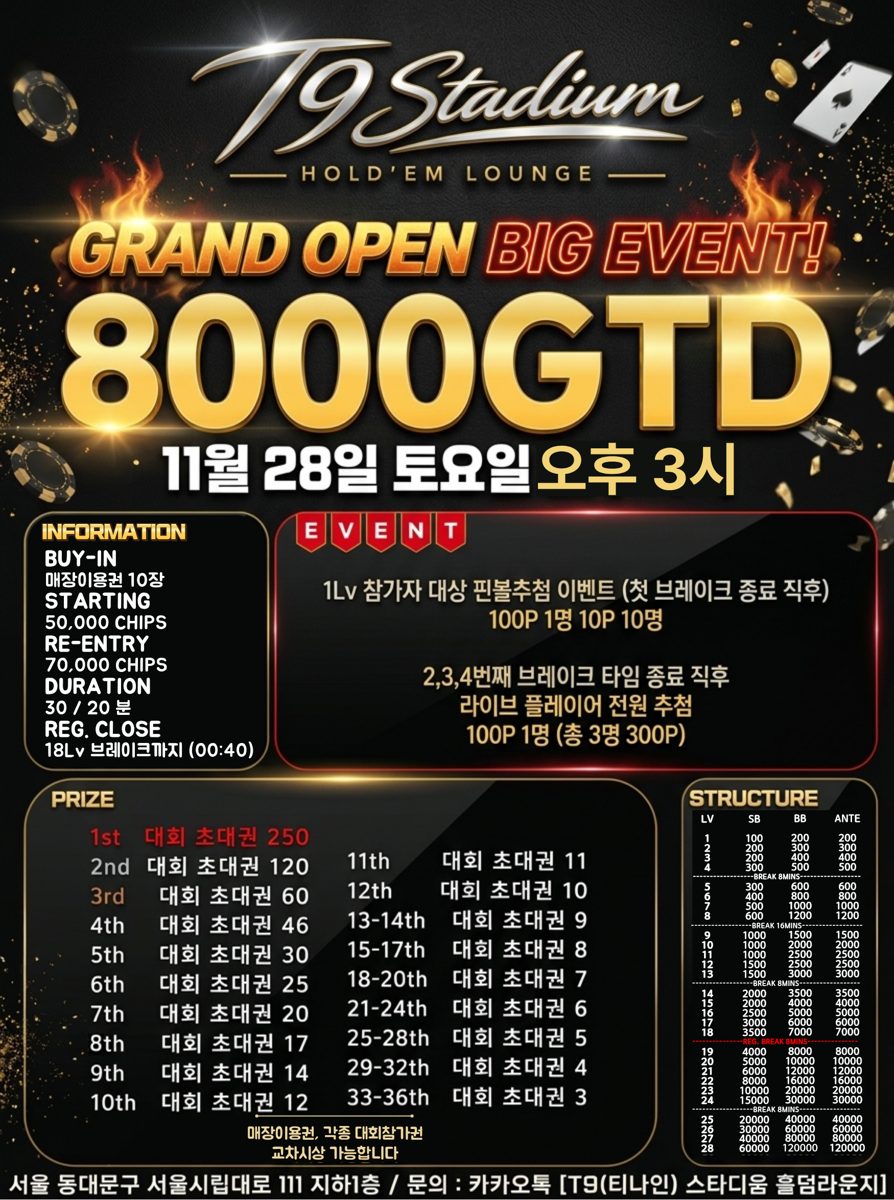 T9 Stadium
HOLD'EM LOUNGE
GRAND OPEN BIG EVENT!
8000GTD
11월 28일 토요일 오후 3시
INFORMATION
BUY-IN
매장이용권 10장
STARTING
50,000 CHIPS
RE-ENTRY
70,000 CHIPS
DURATION
30 / 20 분
REG. CLOSE
18Lv 브레이크까지 (00:40)
EVENT
1Lv 참가자 대상 핀볼추첨 이벤트 (첫 브레이크 종료 직후)
100P 1명 10P 10명
2,3,4번째 브레이크 타임 종료 직후
라이브 플레이어 전원 추첨
100P 1명 (총 3명 300P)
PRIZE
1st 대회 초대권 250
2nd 대회 초대권 120
3rd 대회 초대권 60
4th 대회 초대권 46
5th 대회 초대권 30
6th 대회 초대권 25
7th 대회 초대권 20
8th 대회 초대권 17
9th 대회 초대권 14
10th 대회 초대권 12
11th 대회 초대권 11
12th 대회 초대권 10
13-14th 대회 초대권 9
15-17th 대회 초대권 8
18-20th 대회 초대권 7
21-24th 대회 초대권 6
25-28th 대회 초대권 5
29-32th 대회 초대권 4
33-36th 대회 초대권 3
매장이용권, 각종 대회참가권
교차시상 가능합니다
STRUCTURE
LV SB BB ANTE
1 100 200 200
2 200 300 300
3 200 400 400
4 300 500 500
BREAK 8MINS
5 300 600 600
6 400 800 800
7 500 1000 1000
8 600 1200 1200
BREAK 16MINS
9 1000 1500 1500
10 1000 2000 2000
11 1000 2500 2500
12 1500 2500 2500
13 1500 3000 3000
BREAK 8MINS
14 2000 3500 3500
15 2000 4000 4000
16 2500 5000 5000
17 3000 6000 6000
18 3500 7000 7000
REG. BREAK 8MINS
19 4000 8000 8000
20 5000 10000 10000
21 6000 12000 12000
22 8000 16000 16000
23 10000 20000 20000
24 15000 30000 30000
BREAK 8MINS
25 20000 40000 40000
26 30000 60000 60000
27 40000 80000 80000
28 60000 120000 120000
서울 동대문구 서울시립대로 111 지하1층 / 문의 : 카카오톡 [T9(티나인) 스타디움 홀덤라운지]